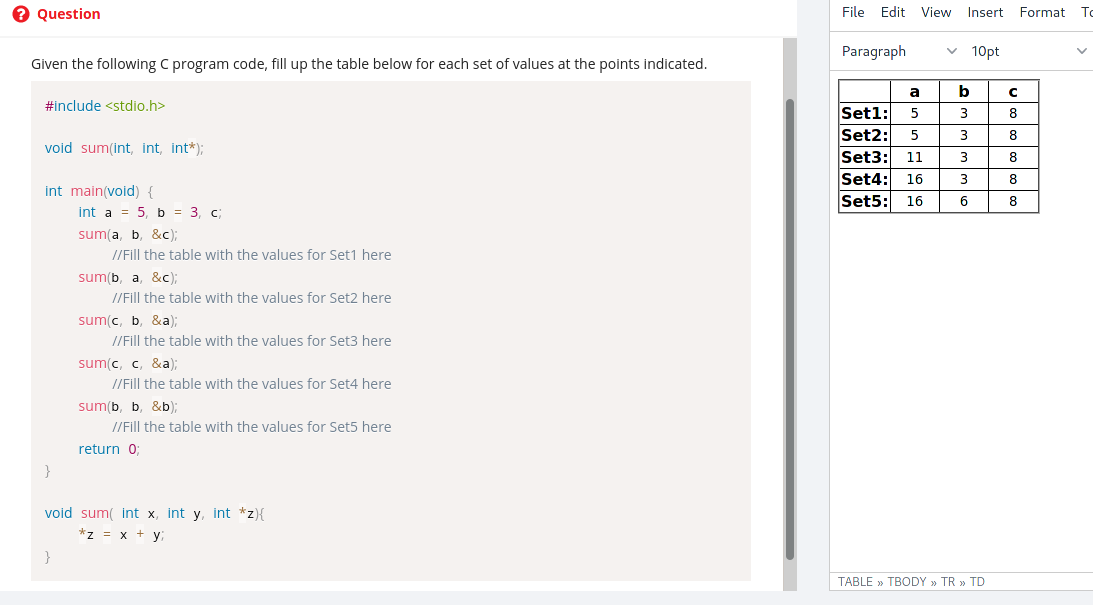 Question
Given the following C program code, fill up the table below for each set of values at the points indicated.
#include <stdio.h>
void sum(int, int, int*);
int main(void) {
int a = 5, b = 3, c;
sum(a, b, &c);
//Fill the table with the values for Set1 here
sum(b, a, &c);
//Fill the table with the values for Set2 here
sum(c, b, &a);
//Fill the table with the values for Set3 here
sum(c, c, &a);
//Fill the table with the values for Set4 here
sum(b, b, &b);
//Fill the table with the values for Set5 here
return 0;
}
void sum( int x, int y, int *z){
*z = x + y;
}
File Edit View Insert Format
Paragraph 10pt
a b c
Set1: 5 3 8
Set2: 5 3 8
Set3: 11 3 8
Set4: 16 3 8
Set5: 16 6 8
TABLE » TBODY » TR » TD